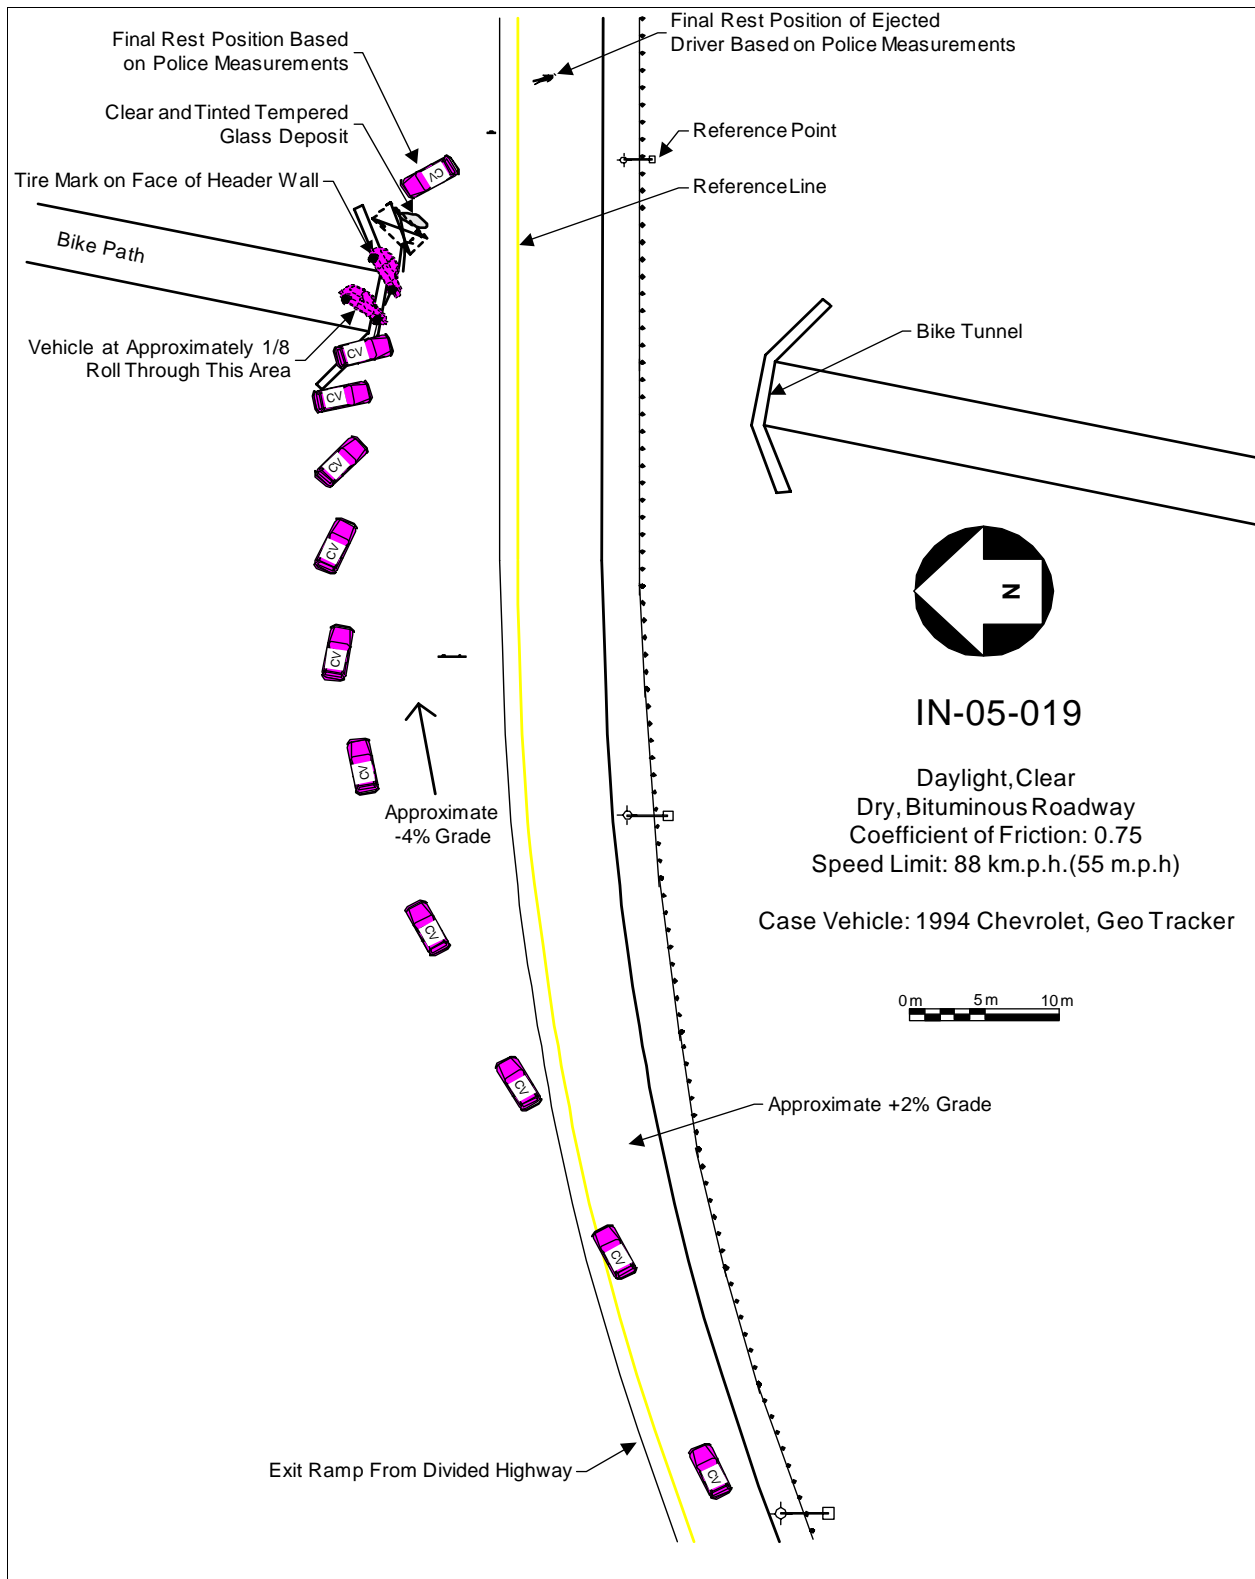 Final Rest Position of Ejected
Driver Based on Police Measurements
Final Rest Position Based
on Police Measurements
Clear and Tinted Tempered
Glass Deposit
Reference Point
CV
Tire Mark on Face of Header Wall
Reference Line
Bike Path
Bike Tunnel
Vehicle at Approximately 1/8
Roll Through This Area
CV
CV
CV
CV
N
CV
IN-05-019
CV
Daylight, Clear
Dry, Bituminous Roadway
Coefficient of Friction: 0.75
Speed Limit: 88 km.p.h.(55 m.p.h)
Approximate
-4% Grade
Case Vehicle: 1994 Chevrolet, Geo Tracker
CV
0m 5m 10m
CV
Approximate +2% Grade
CV
Exit Ramp From Divided Highway
CV